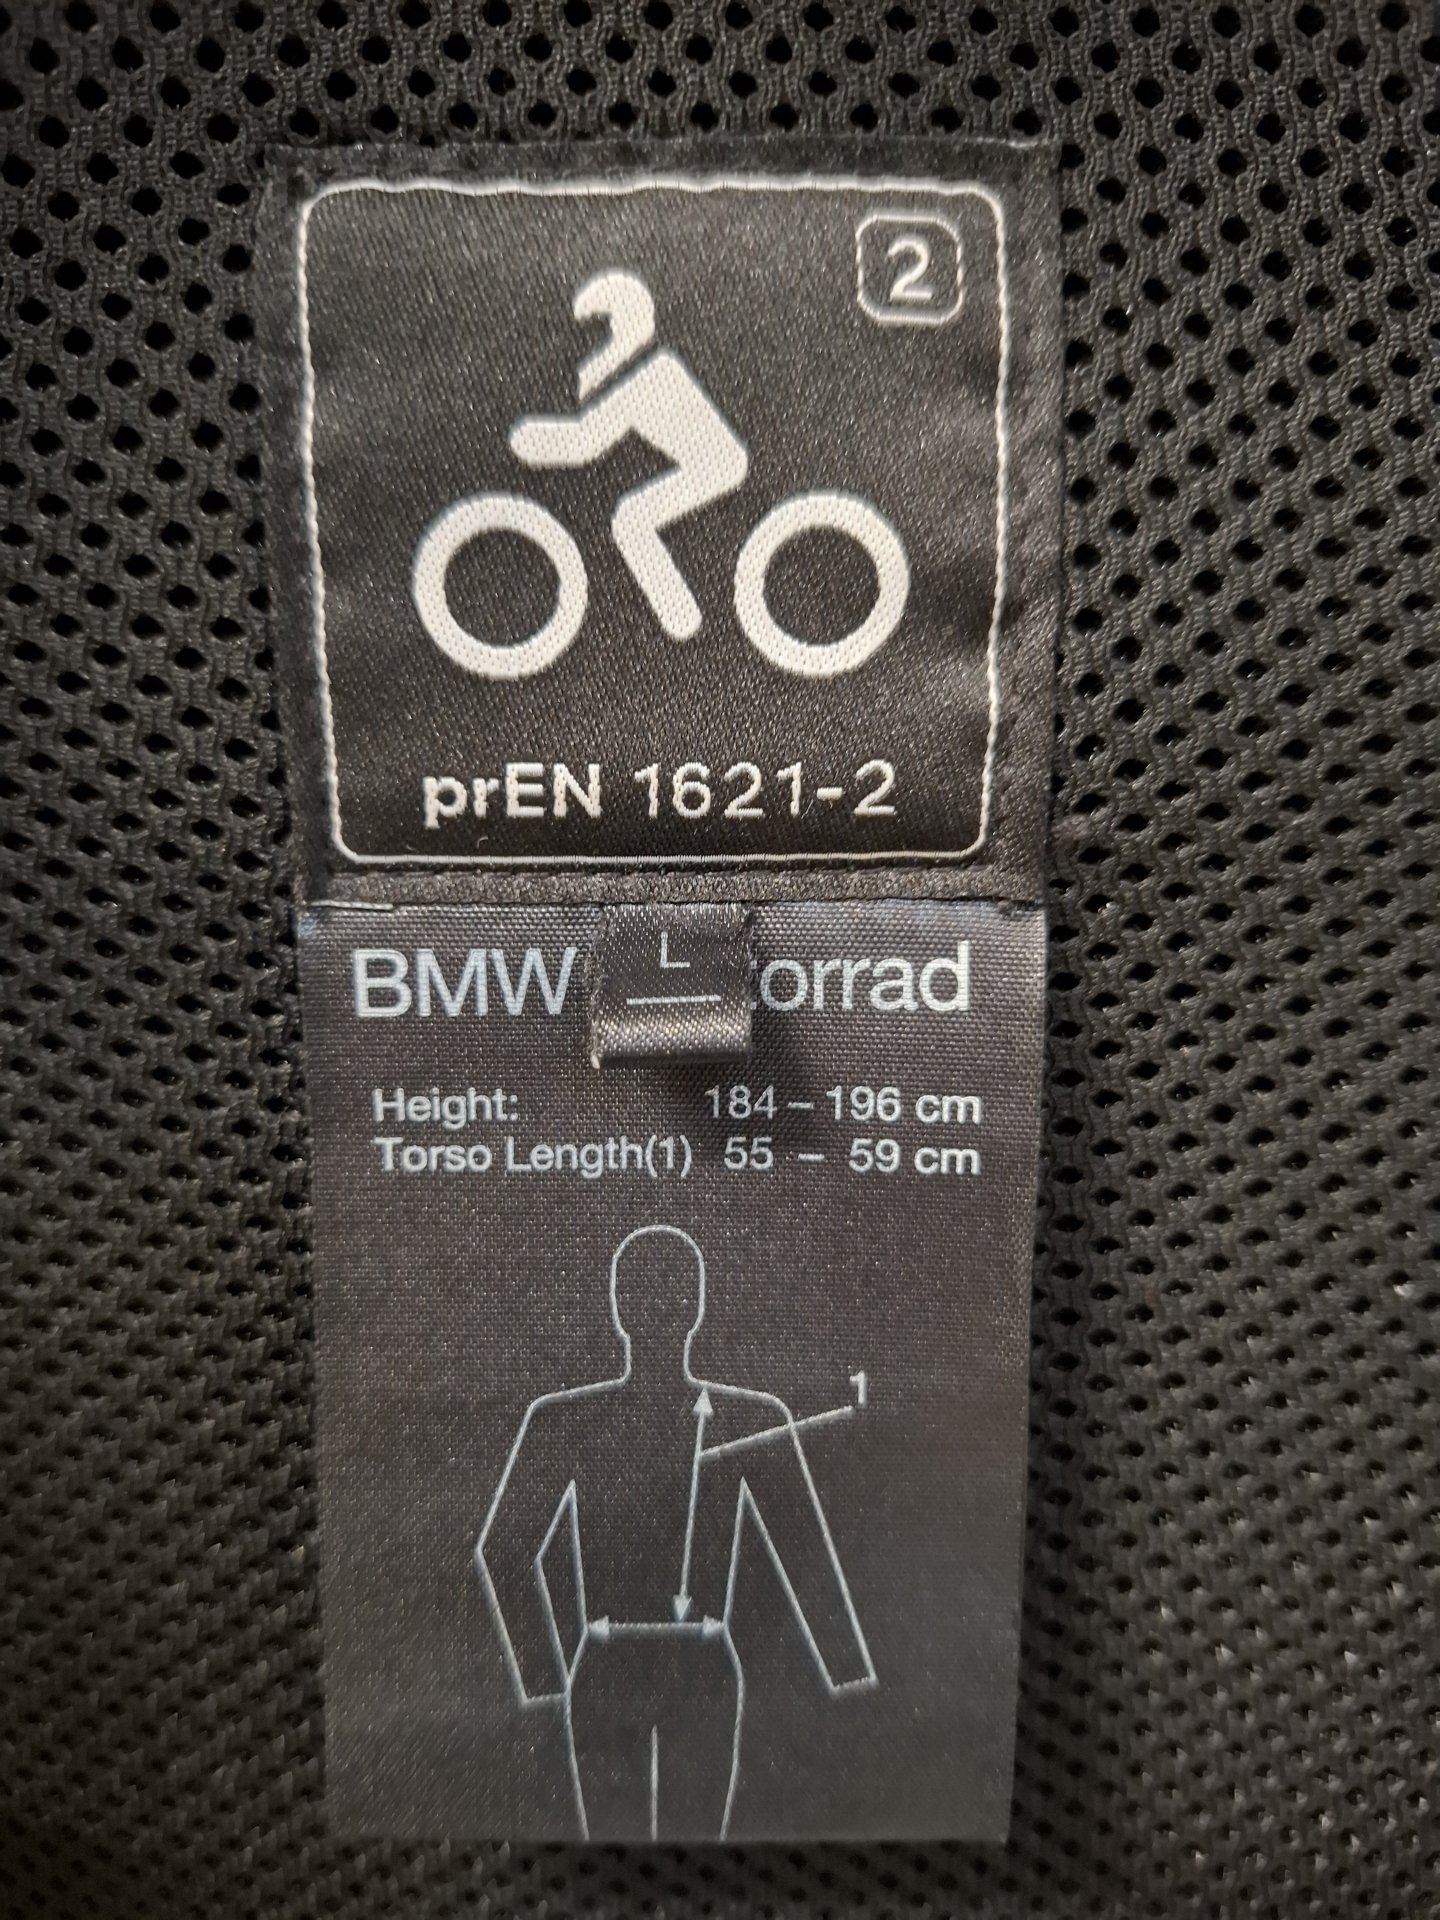 2
prEN 1621-2
L
BMW orrad
Height: 184 – 196 cm
Torso Length(1) 55 – 59 cm
1